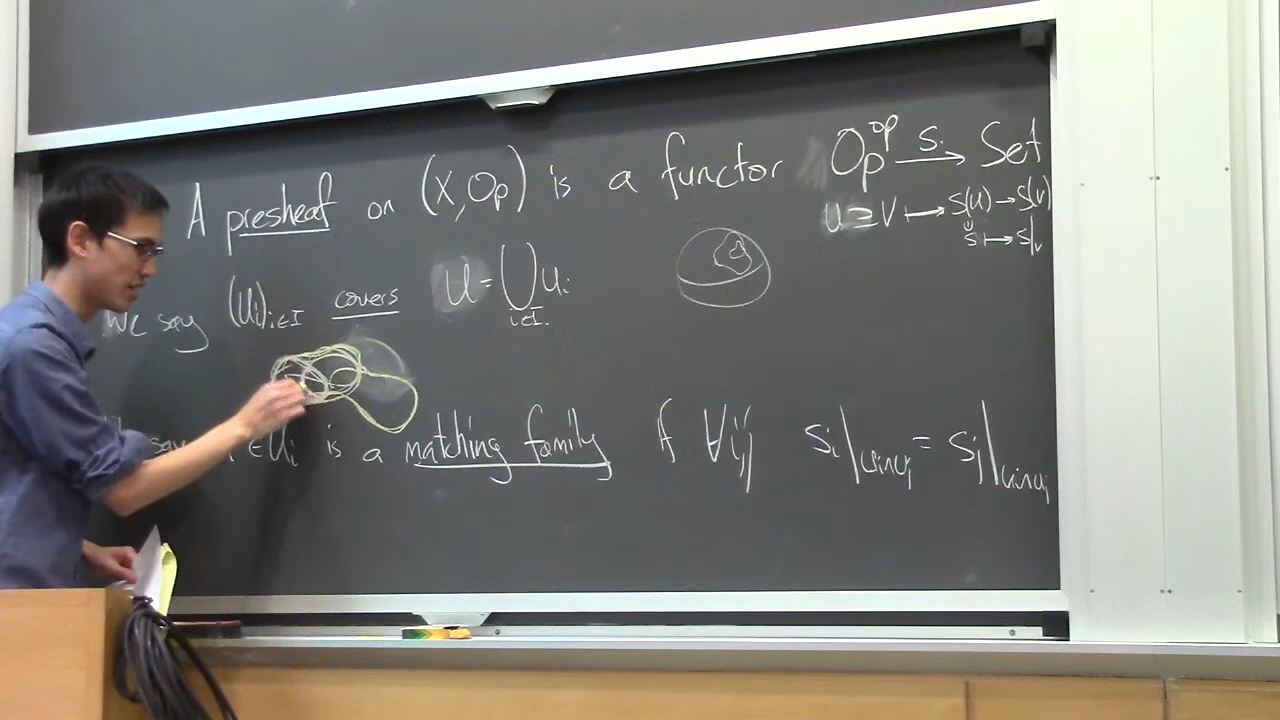 A presheaf on (X, Op) is a functor Op^op —S→ Set
U ⊇ V ↦ S(U) → S(V)
s ↦ s|_V
We say (U_i)_{i∈I} covers U = ⋃_{i∈I} U_i
say ∈ U_i is a matching family if ∀i,j s_i|_{U_i∩U_j} = s_j|_{U_i∩U_j}